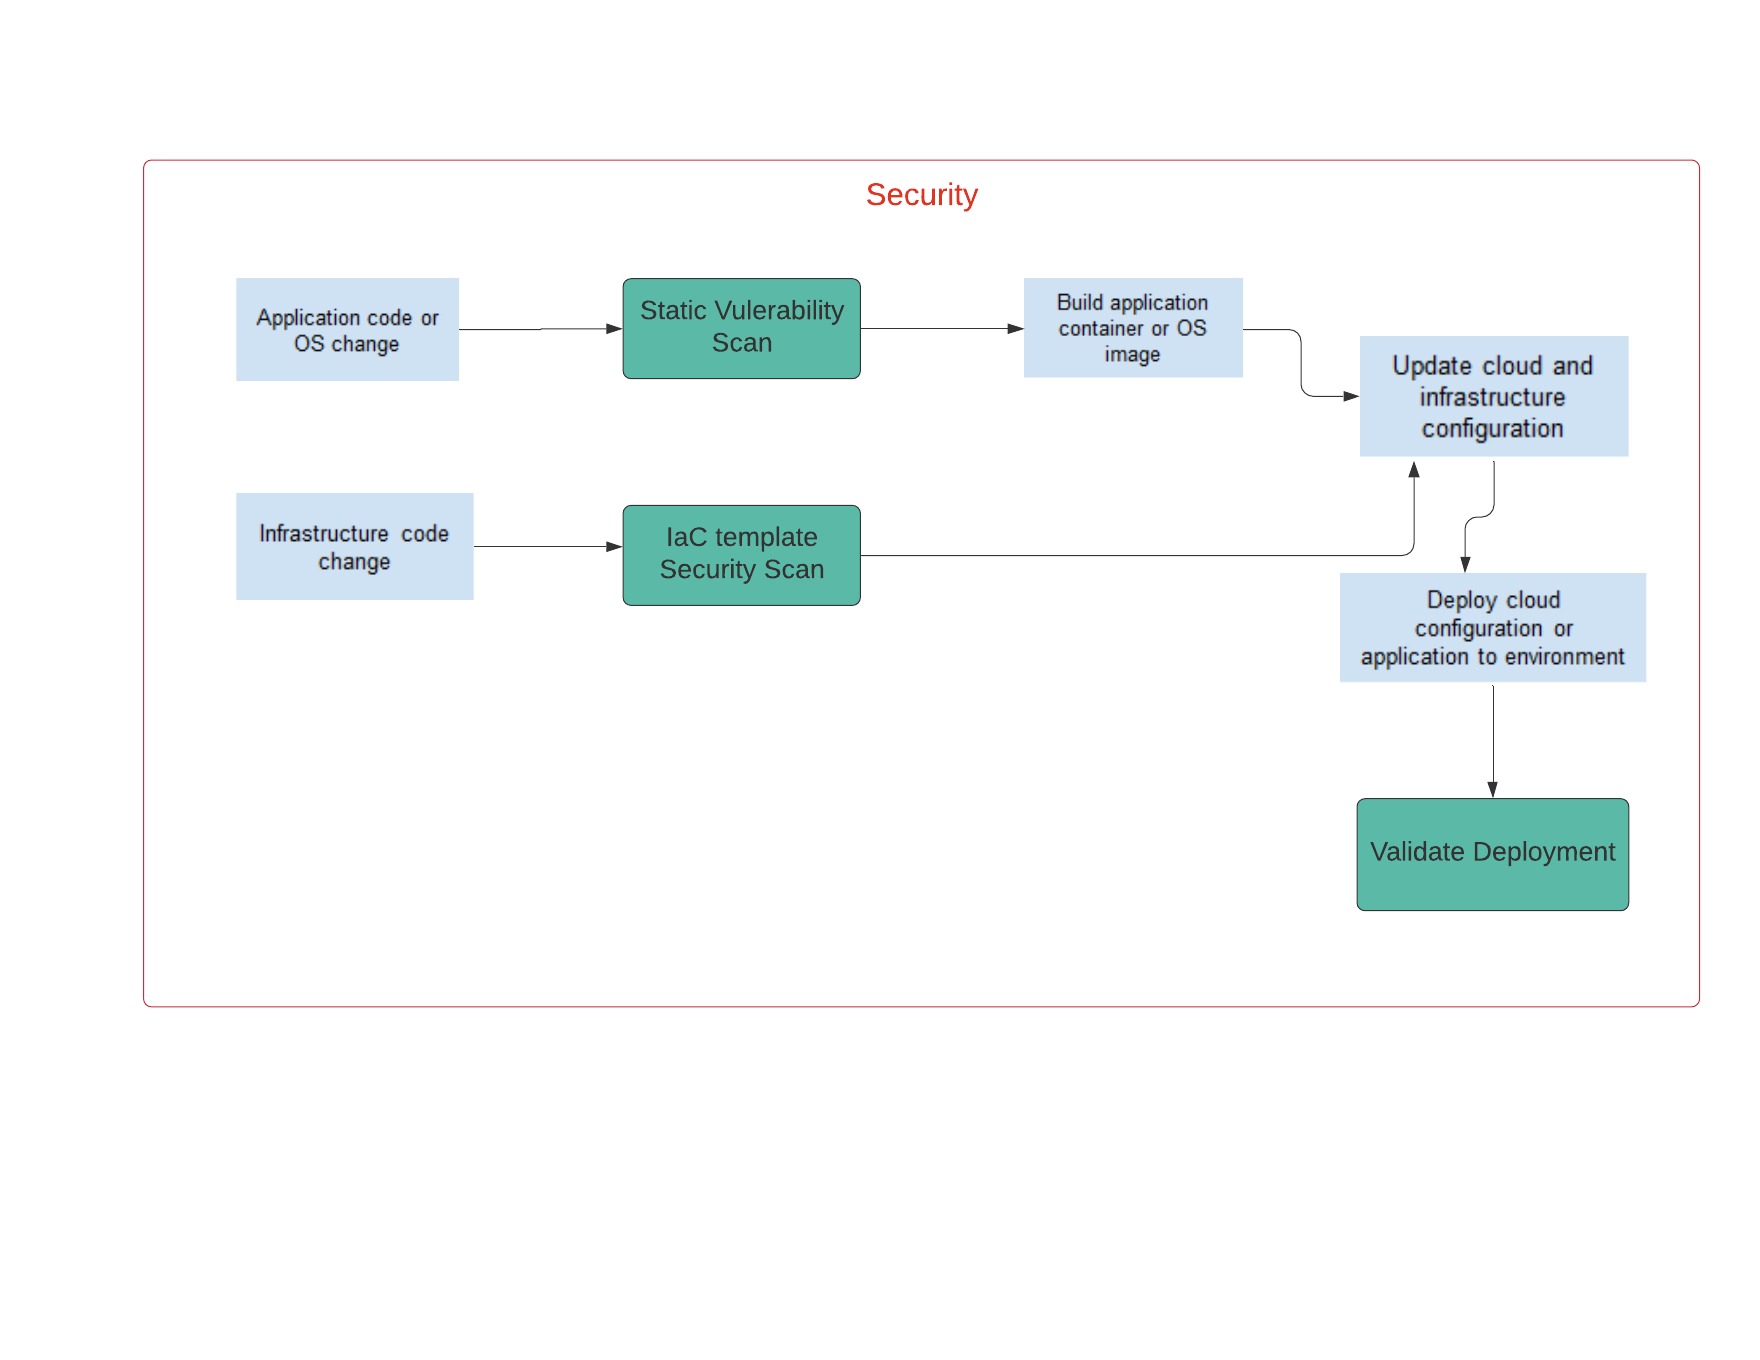 Security
Application code or
OS change
Static Vulerability
Scan
Build application
container or OS
image
Update cloud and
infrastructure
configuration
Infrastructure code
change
IaC template
Security Scan
Deploy cloud
configuration or
application to environment
Validate Deployment